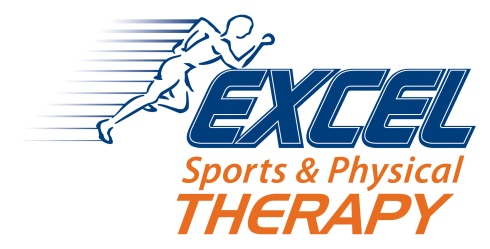 EXCEL
Sports & Physical
THERAPY